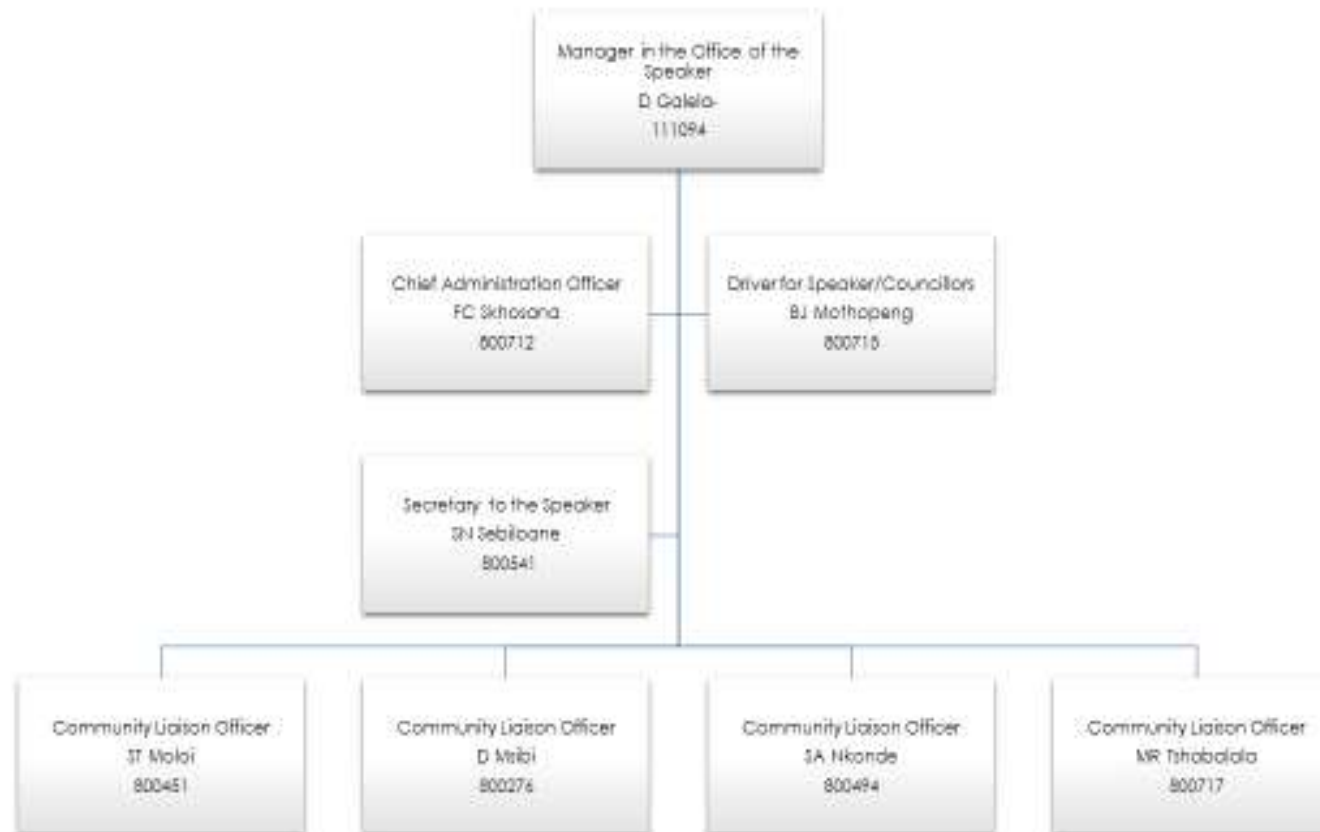 Manager in the Office of the
Speaker
D Galela-
111094
Chief Administration Officer
FC Skhosana
800712
Driver for Speaker/Councillors
BJ Mothopeng
Secretary to the Speaker
SN Sebiloane
800541
Community Liaison Officer
ST Moloi
Community Liaison Officer
D Msibi
800276
Community Liaison Officer
SA Nkonde
800494
Community Liaison Officer
MR Tshabalala
800717